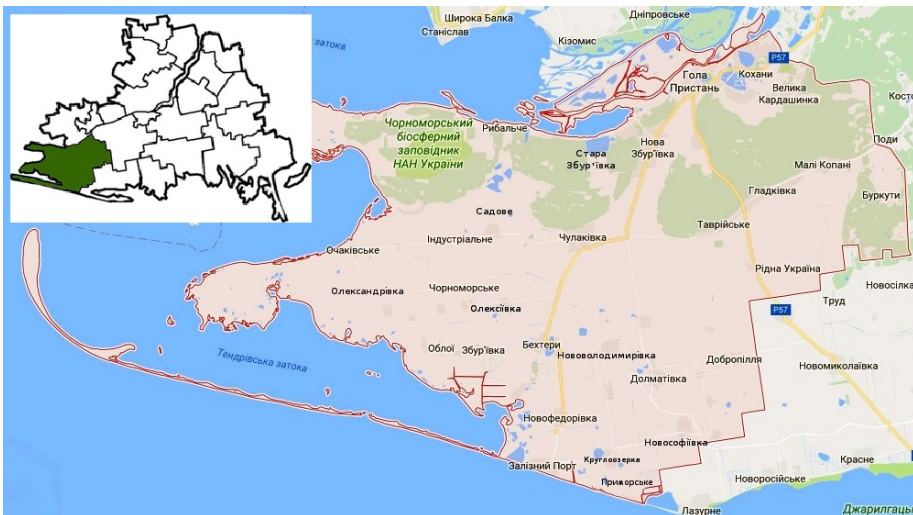 Широка Балка
Станіслав
Дніпровське
Кізомис
затока
затока
Р57
Гола
Пристань
Кохани
Велика
Кардашинка
Чорноморський
біосферний
заповідник
НАН України
Рибальче
Стара
Збур'ївка
Нова
Збур'ївка
Поди
Малі Копані
Гладківка
Буркути
Садове
Таврійське
Індустріальне
Чулаківка
Очаківське
Рідна Україна
Новосілка
Олександрівка
Чорноморське
Олексіївка
Труд
Р57
Тендрівська затока
Облої
Збур'ївка
Бехтери
Нововолодимирівка
Добропілля
Новомиколаївка
Долматівка
Новофедорівка
Новософіївка
Залізний Порт
Круглоозерка
Приморське
Новоросійське
Красне
Лазурне